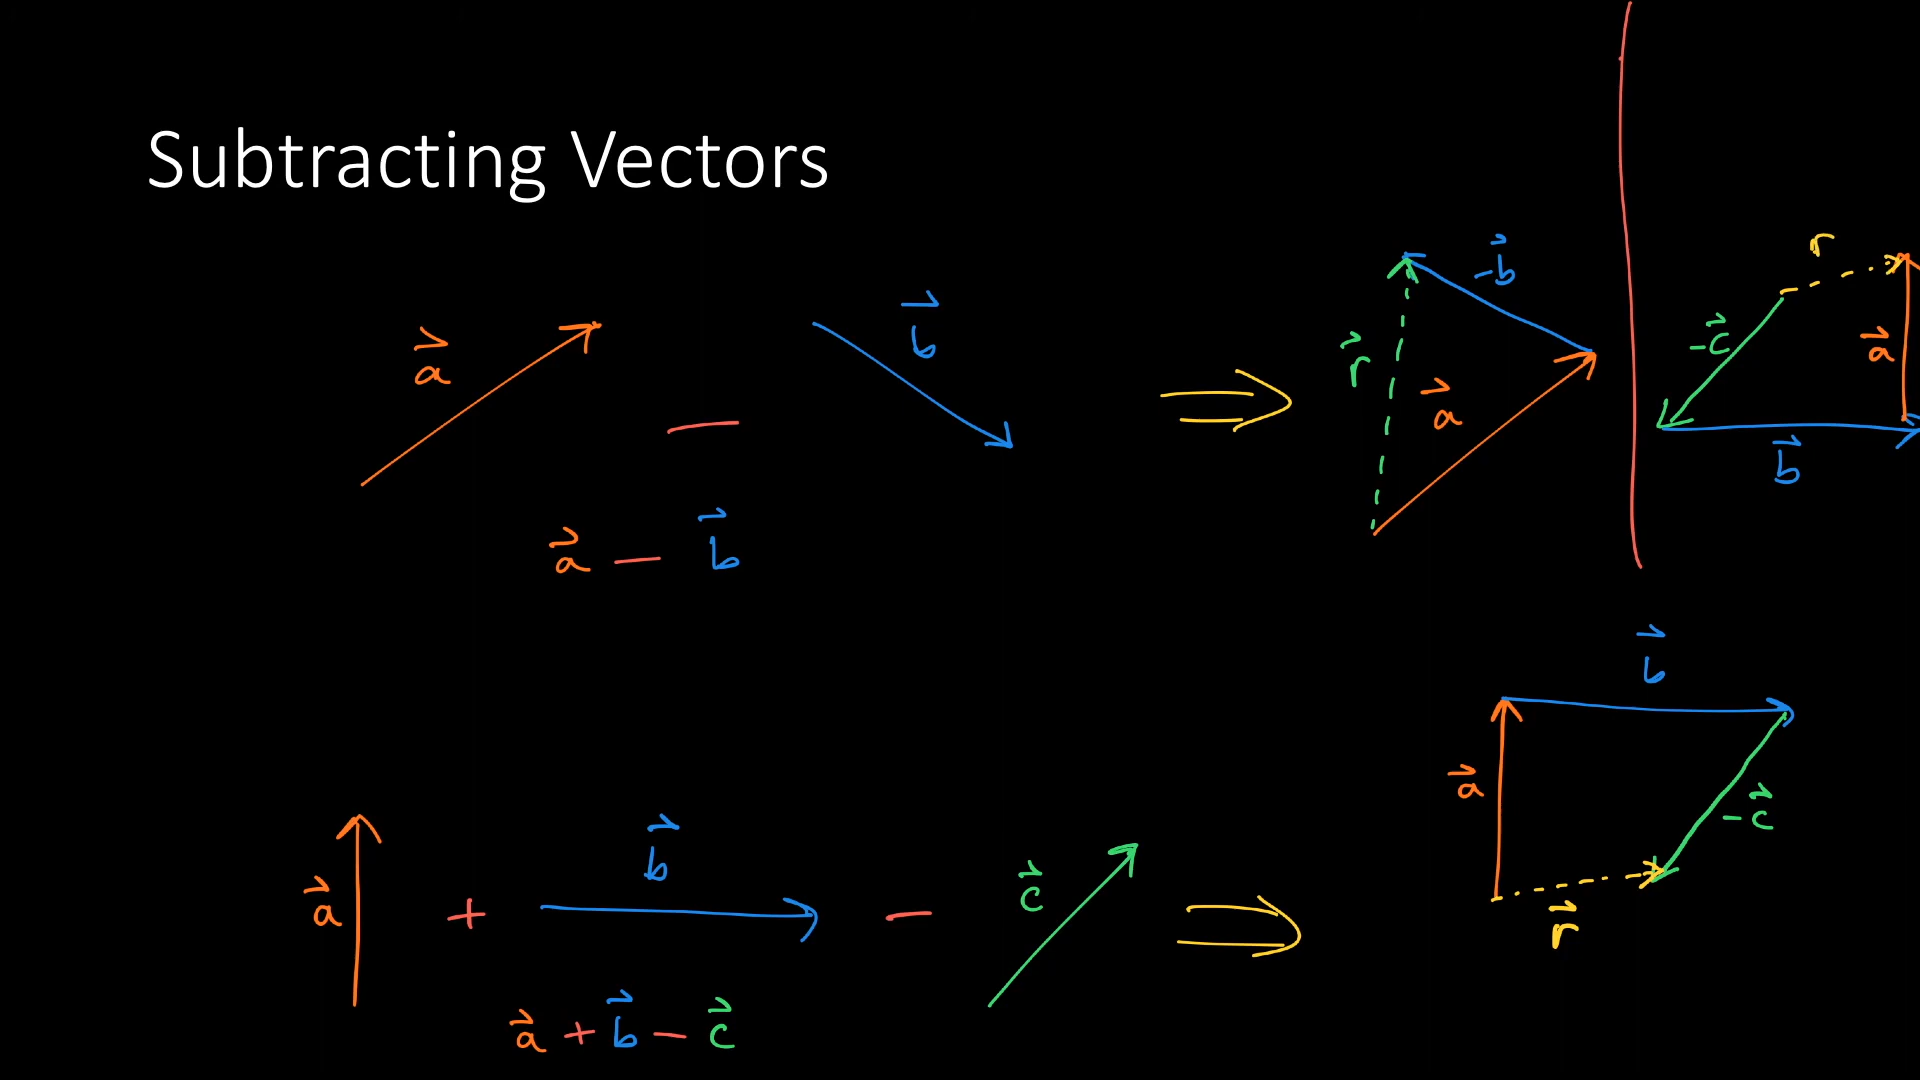 Subtracting Vectors
a⃗
b⃗
−
a⃗ − b⃗
⇒
-b⃗
r⃗
a⃗
r
-c⃗
a⃗
b⃗
a⃗ + b⃗ − c⃗ ⇒
a⃗ + b⃗ − c⃗
b⃗
a⃗
-c⃗
r⃗